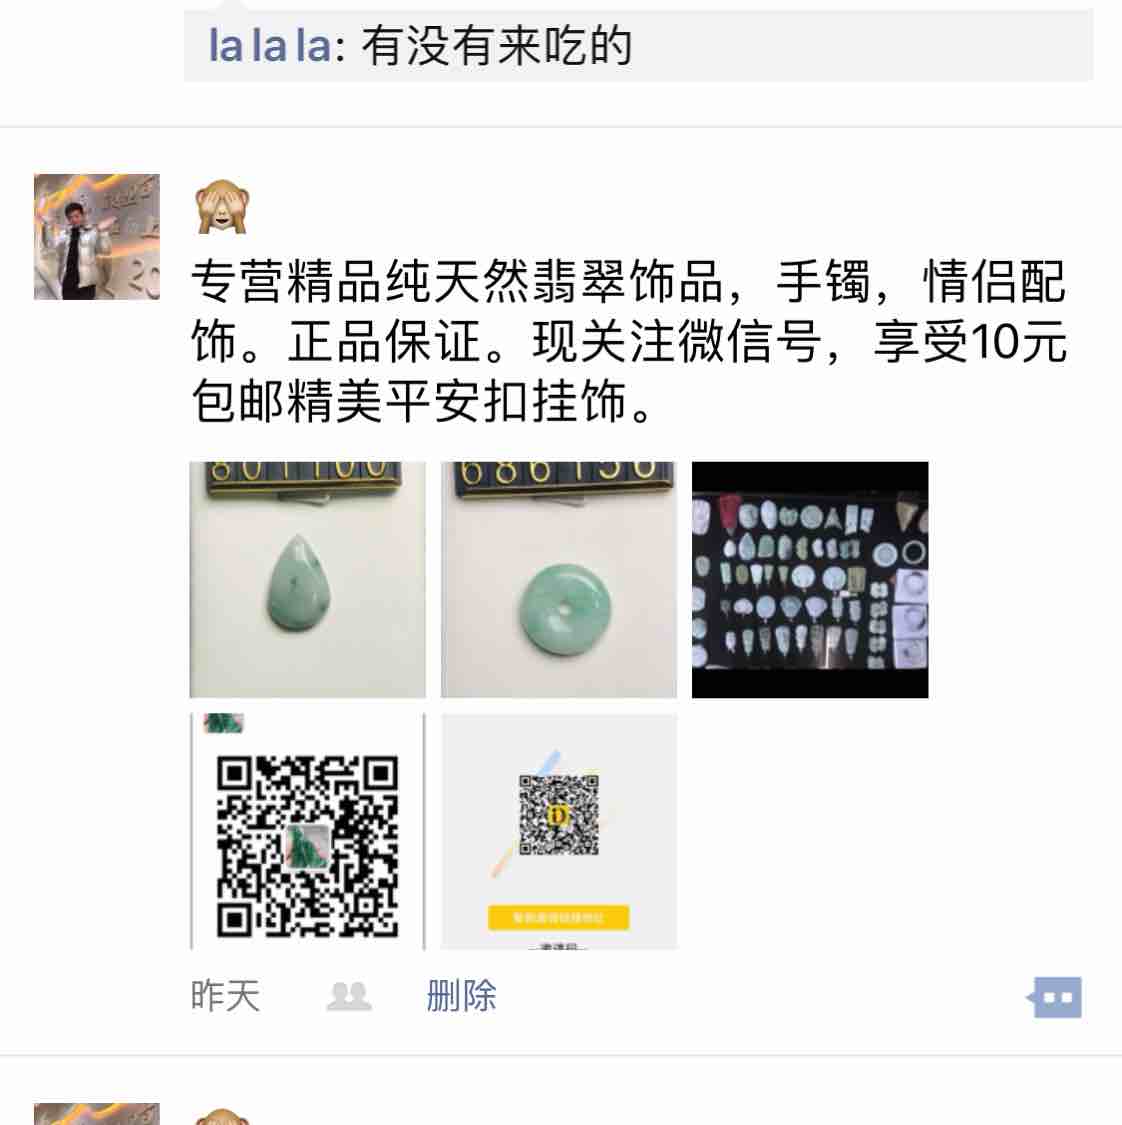 la la la: 有没有来吃的
专营精品纯天然翡翠饰品，手镯，情侣配
饰。正品保证。现关注微信号，享受10元
包邮精美平安扣挂饰。
801100
686156
昨天
删除